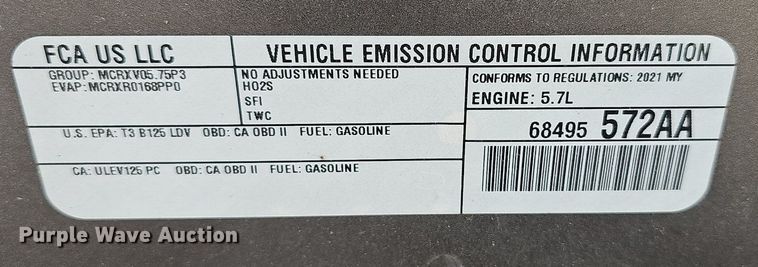 FCA US LLC
VEHICLE EMISSION CONTROL INFORMATION
GROUP: MCRXV05.75P3
EVAP: MCRXR0168PP0
NO ADJUSTMENTS NEEDED
HO2S
SFI
TWC
CONFORMS TO REGULATIONS: 2021 MY
ENGINE: 5.7L
U.S. EPA: T3 B125 LDV OBD: CA OBD II FUEL: GASOLINE
68495 572AA
CA: ULEV125 PC OBD: CA OBD II FUEL: GASOLINE
Purple Wave Auction